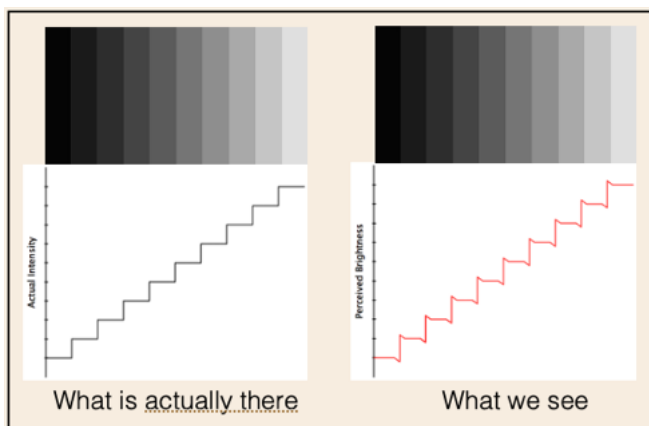 Actual Intensity
Perceived Brightness
What is actually there
What we see